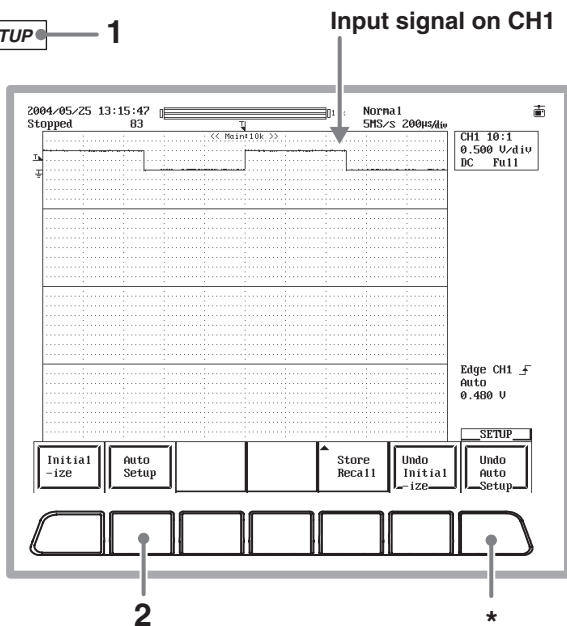 Input signal on CH1
TUP
1
2004/05/25 13:15:47
Normal
Stopped 83
5MS/s 200µs/div
<< Main:10k >>
CH1 10:1
0.500 V/div
DC Full
T
Edge CH1
Auto
0.480 V
SETUP
Initial
-ize
Auto
Setup
Store
Recall
Undo
Initial
-ize
Undo
Auto
Setup
2
*